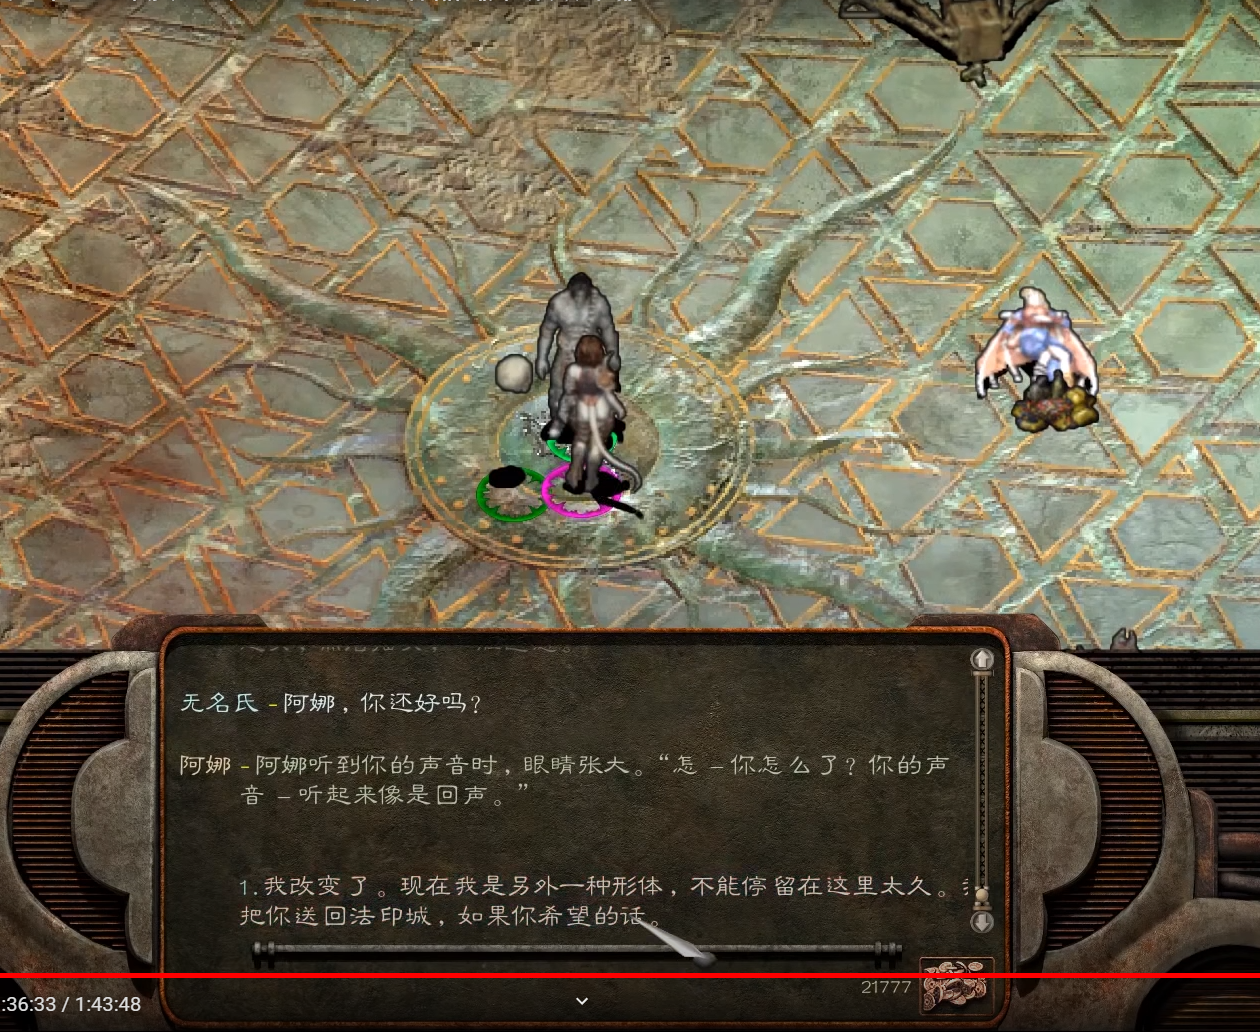 无名氏 - 阿娜，你还好吗？
阿娜 - 阿娜听到你的声音时，眼睛张大。“怎 - 你怎么了？你的声
音 - 听起来像是回声。”
1. 我改变了。现在我是另外一种形体，不能停留在这里太久。
把你送回法印城，如果你希望的话。
21777
:36:33 / 1:43:48